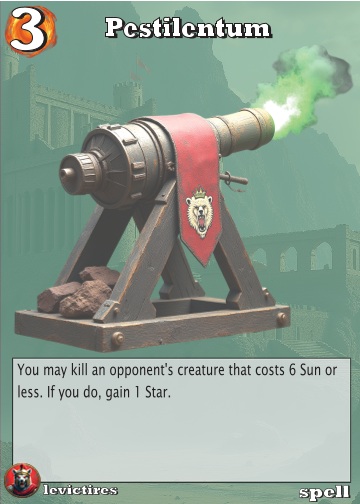 3
Pestilentum
You may kill an opponent's creature that costs 6 Sun or
less. If you do, gain 1 Star.
levictires
spell